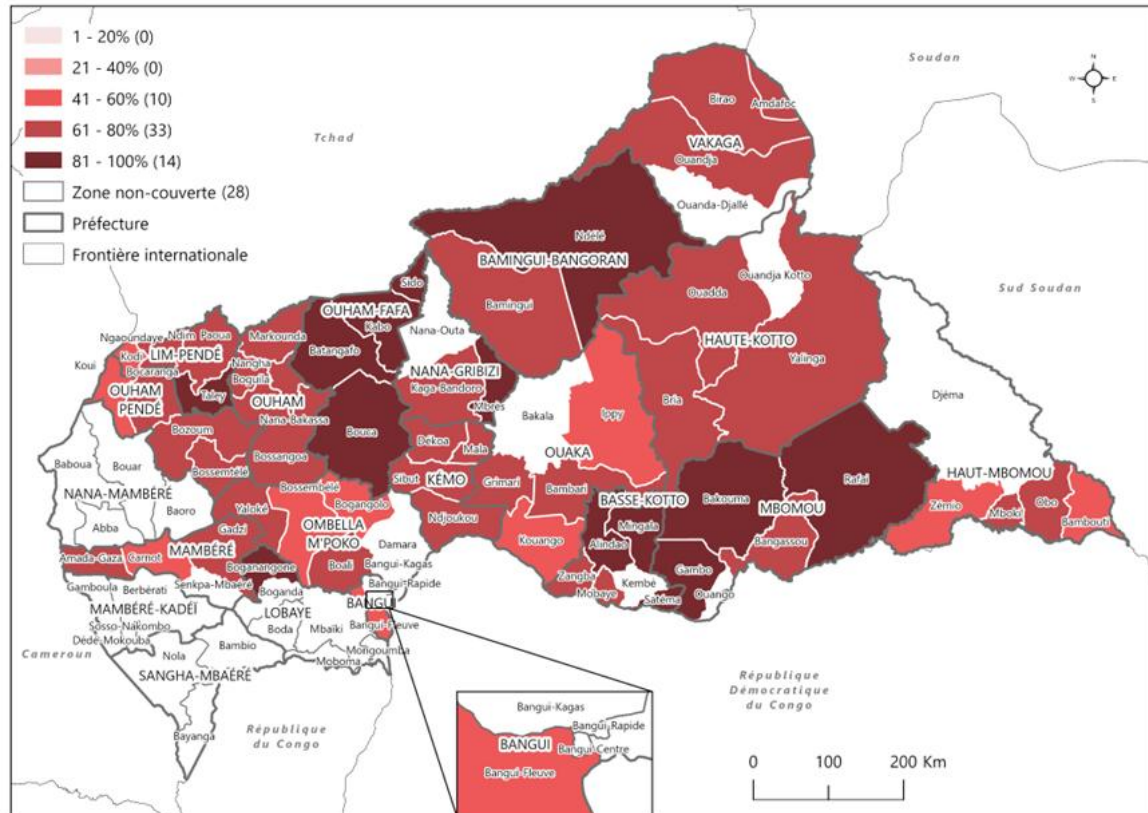 1 - 20% (0)
21 - 40% (0)
41 - 60% (10)
61 - 80% (33)
81 - 100% (14)
Zone non-couverte (28)
Préfecture
Frontière internationale
N
W E
S
Soudan
Tchad
Sud Soudan
Birao
Amdafoc
VAKAGA
Ouandja
Ouanda-Djallé
Ndélé
BAMINGUI-BANGORAN
Bamingui
Ouandja Kotto
Ouadda
HAUTE-KOTTO
Yalinga
Bria
Sido
OUHAM-FAFA
Kabo
Batangafo
Nana-Outa
NANA-GRIBIZI
Kaga-Bandoro
Mbrès
Markounda
Ngaoundaye
Ndim
Paoua
Koui
Kodi
LIM-PENDÉ
Nangha
Bocaranga
Boguila
OUHAM
PENDÉ
Taley
OUHAM
Nana-Bakassa
Bouca
Bakala
Ippy
Djéma
Bozoum
Bossemtélé
Bossangoa
Dékoa
Mala
OUAKA
Baboua
Bouar
Sibut
KÉMO
Grimari
Bambari
BASSE-KOTTO
Bakouma
Rafaï
HAUT-MBOMOU
NANA-MAMBÉRÉ
Baoro
Abba
Bossembélé
Bogangolo
Yaloké
Ndjoukou
Mingala
MBOMOU
Zémio
Mboki
Obo
Bambouti
OMBELLA
M'POKO
Gadzi
Damara
Kouango
Alindao
Bangassou
Amada-Gaza
Carnot
MAMBÉRÉ
Boganangone
Boali
Bangui-Kagas
Zangba
Gambo
Gamboula
Berbérati
Senkpa-Mbaéré
Boganda
Bangui-Rapide
Mobaye
Kembé
Satéma
Ouango
MAMBÉRÉ-KADÉÏ
LOBAYE
BANGUI
Sosso-Nakombo
Boda
Mbaïki
Bangui-Fleuve
Dédé-Mokouba
Bambio
Mongoumba
Cameroun
Nola
Moboma
SANGHA-MBAÉRÉ
Bayanga
République
du Congo
République
Démocratique
du Congo
Bangui-Kagas
Bangui-Rapide
BANGUI
Bangui-Centre
Bangui-Fleuve
0 100 200 Km